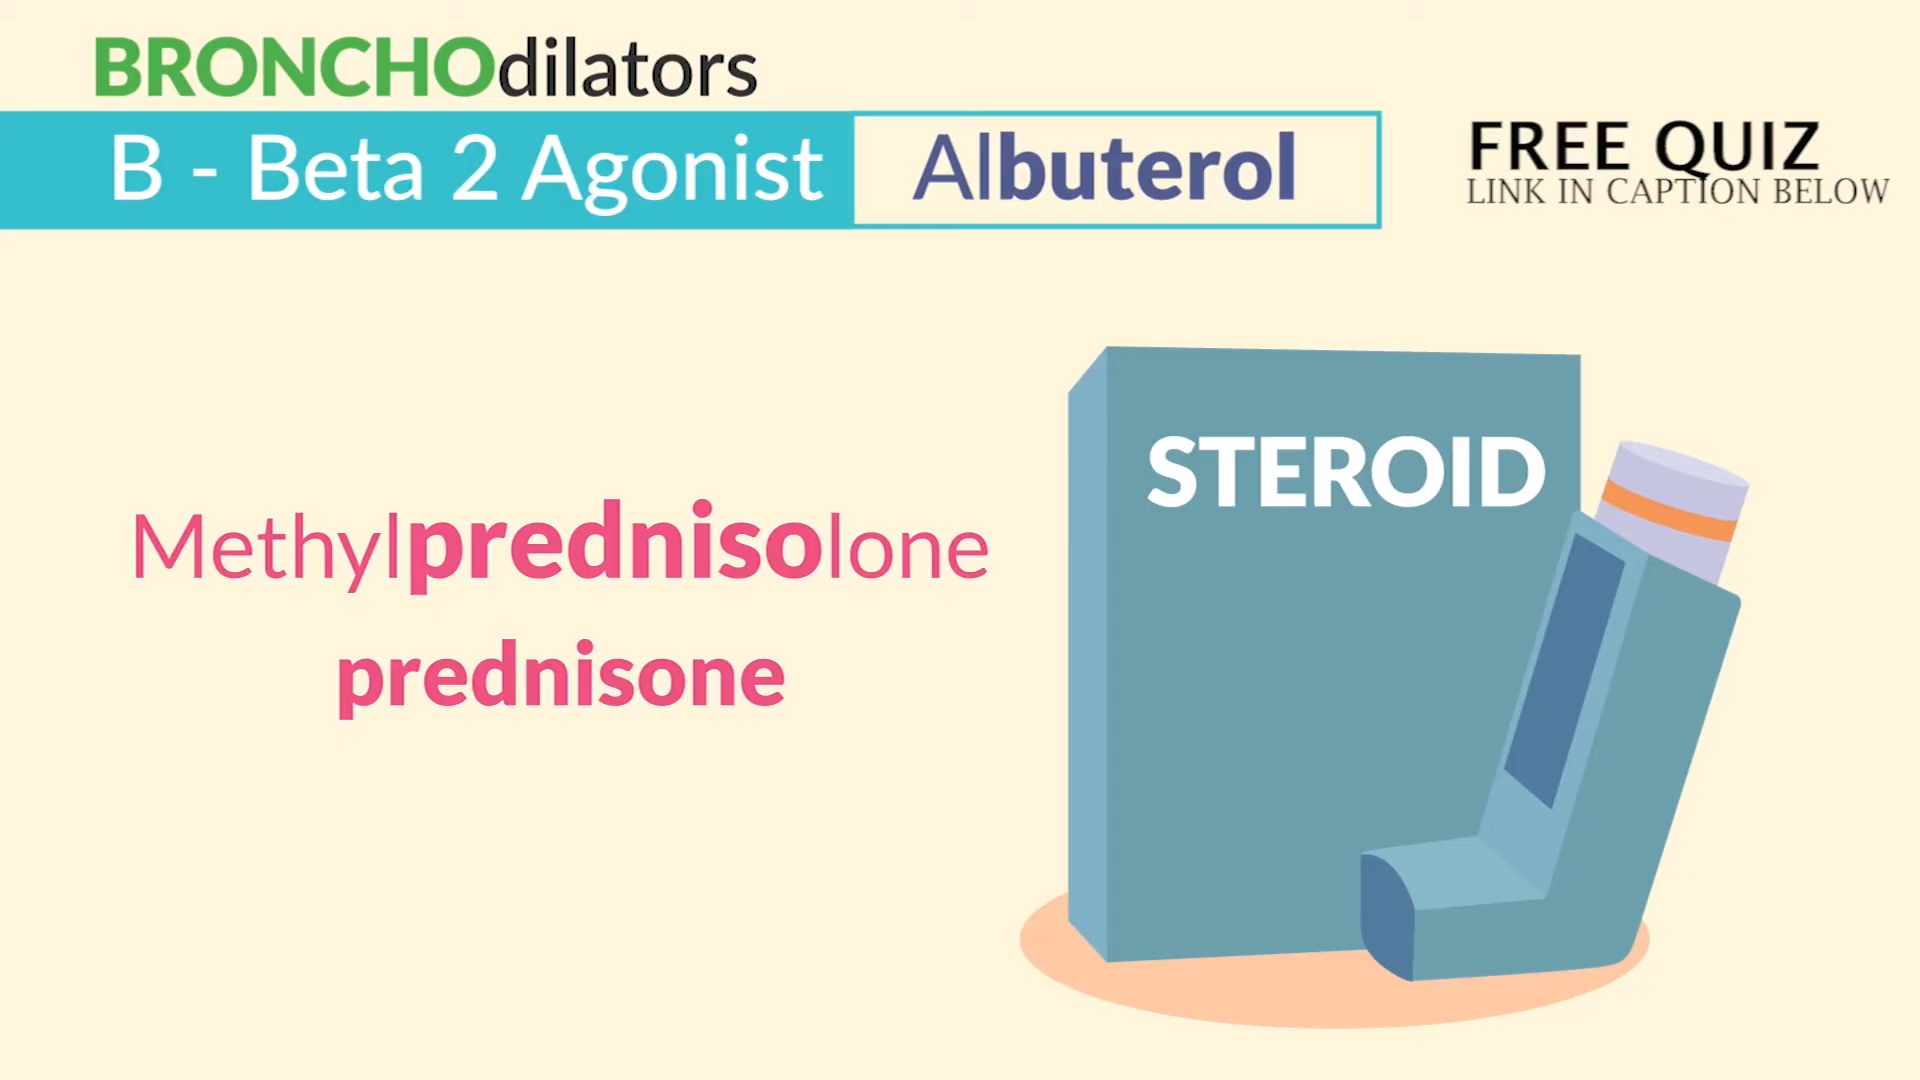 BRONCHOdilators
B - Beta 2 Agonist
Albuterol
FREE QUIZ
LINK IN CAPTION BELOW
STEROID
Methylprednisolone
prednisone